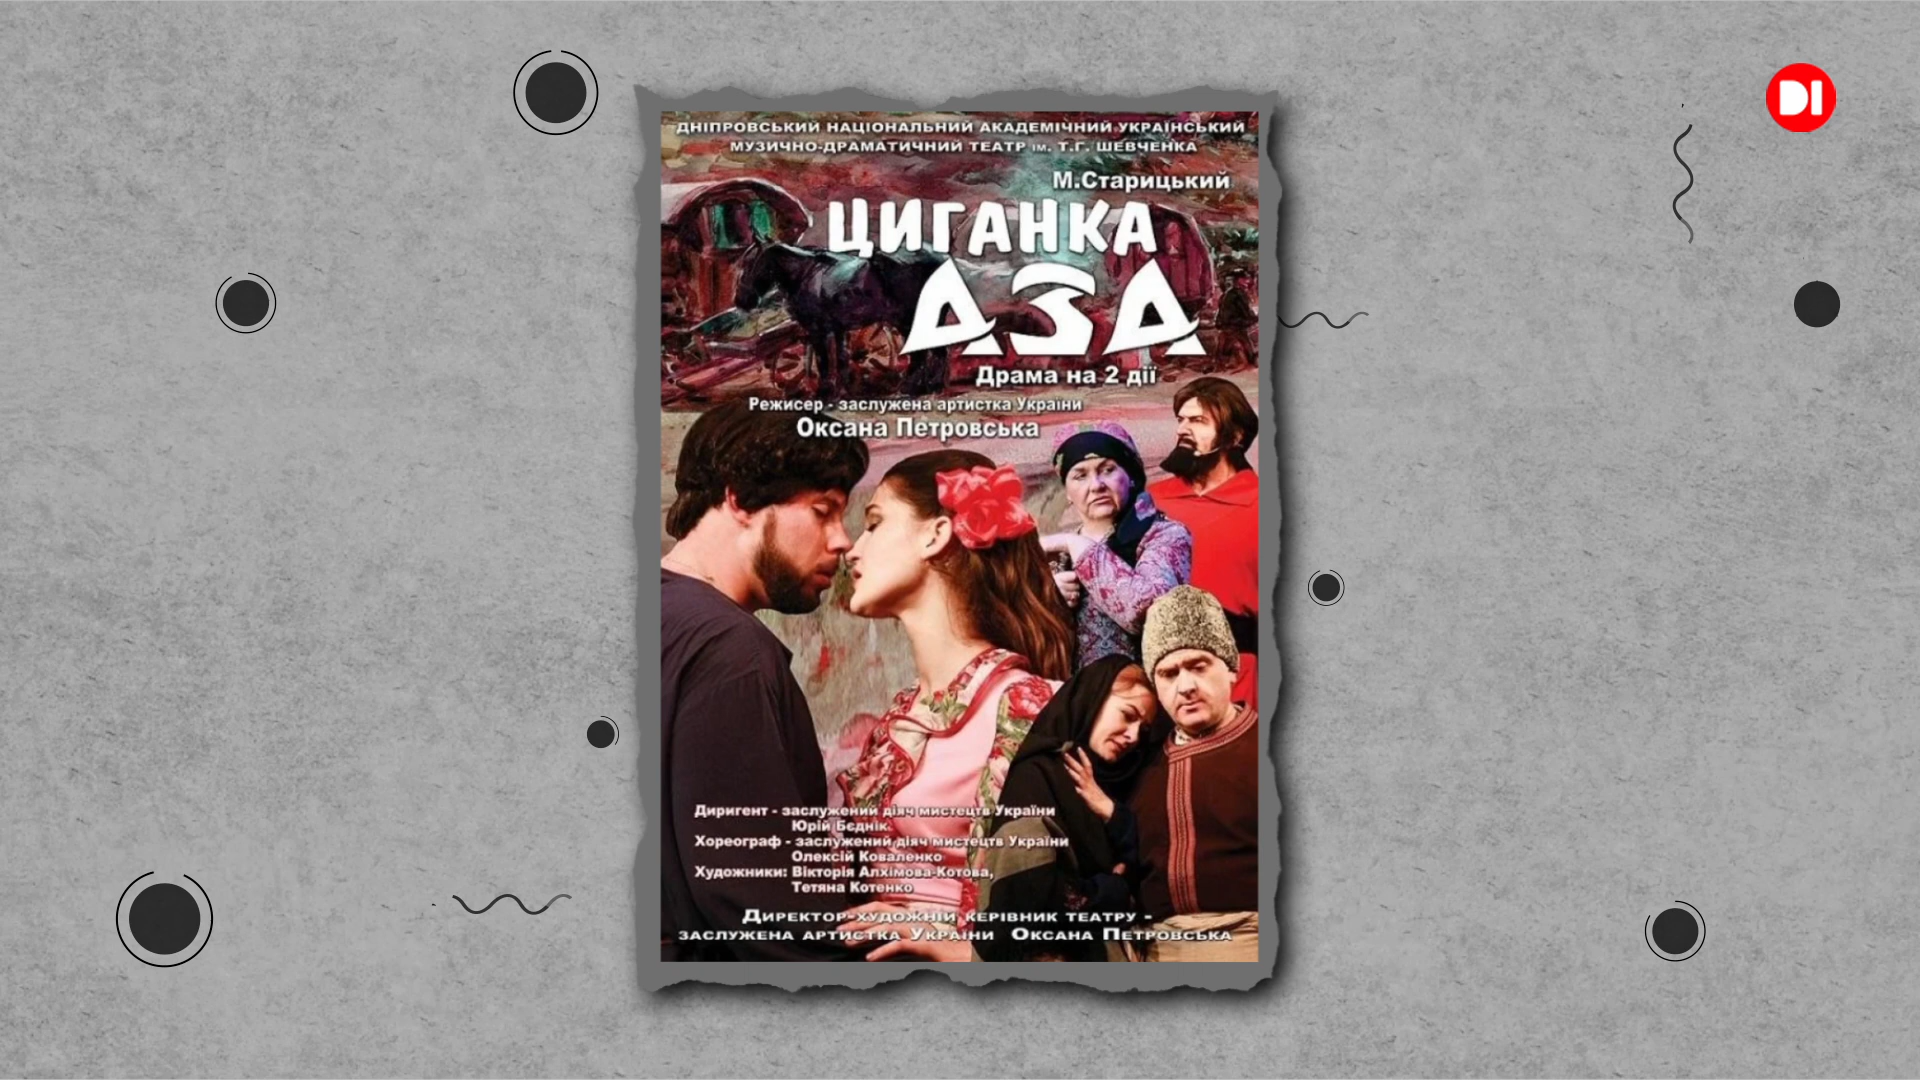 DI
ДНІПРОВСЬКИЙ НАЦІОНАЛЬНИЙ АКАДЕМІЧНИЙ УКРАЇНСЬКИЙ
МУЗИЧНО-ДРАМАТИЧНИЙ ТЕАТР ІМ. Т.Г. ШЕВЧЕНКА
М.Старицький
ЦИГАНКА
АЗА
Драма на 2 дії
Режисер - заслужена артистка України
Оксана Петровська
Диригент - заслужений діяч мистецтв України
Юрій Бєднік
Хореограф - заслужений діяч мистецтв України
Олексій Коваленко
Художники: Вікторія Алхімова-Котова,
Тетяна Котенко
Директор-художній керівник театру -
заслужена артистка України Оксана Петровська